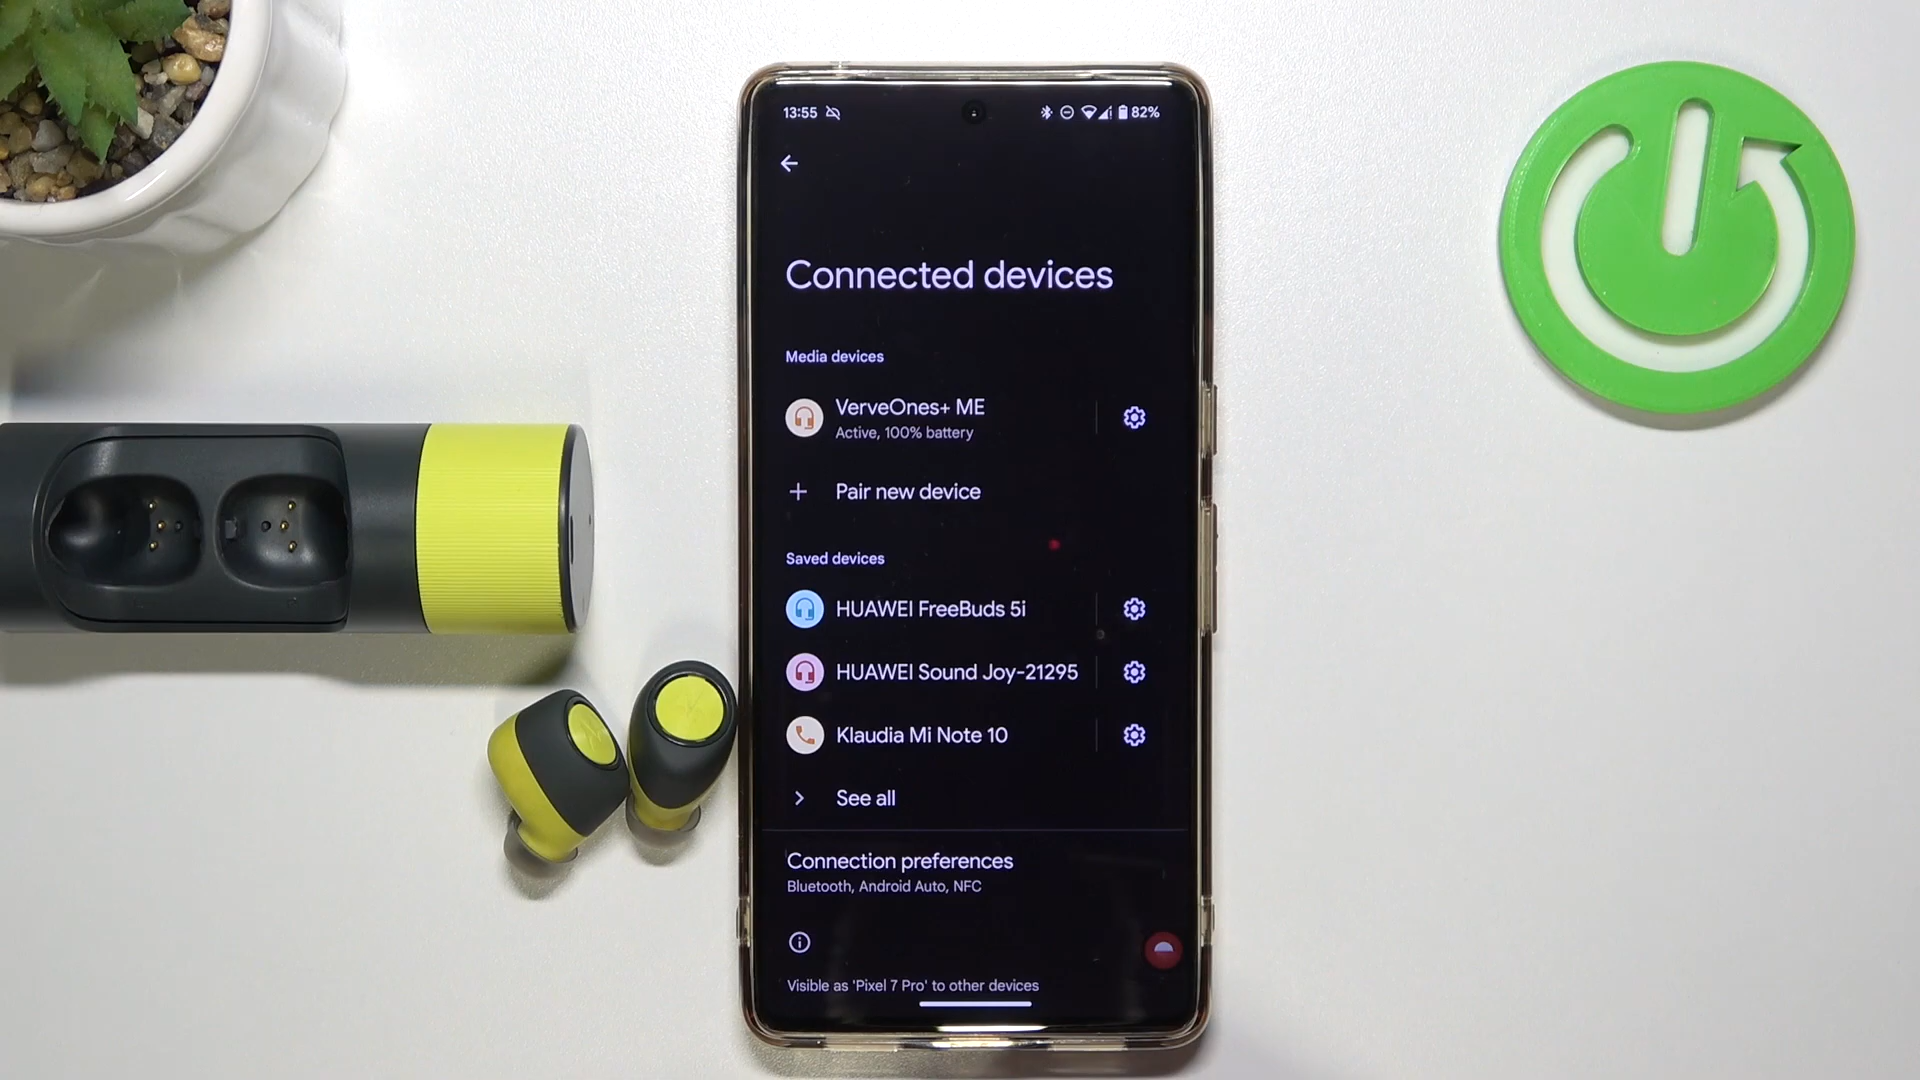 13:55
82%
Connected devices
Media devices
VerveOnes+ ME
Active, 100% battery
Pair new device
Saved devices
HUAWEI FreeBuds 5i
HUAWEI Sound Joy-21295
Klaudia Mi Note 10
See all
Connection preferences
Bluetooth, Android Auto, NFC
Visible as 'Pixel 7 Pro' to other devices